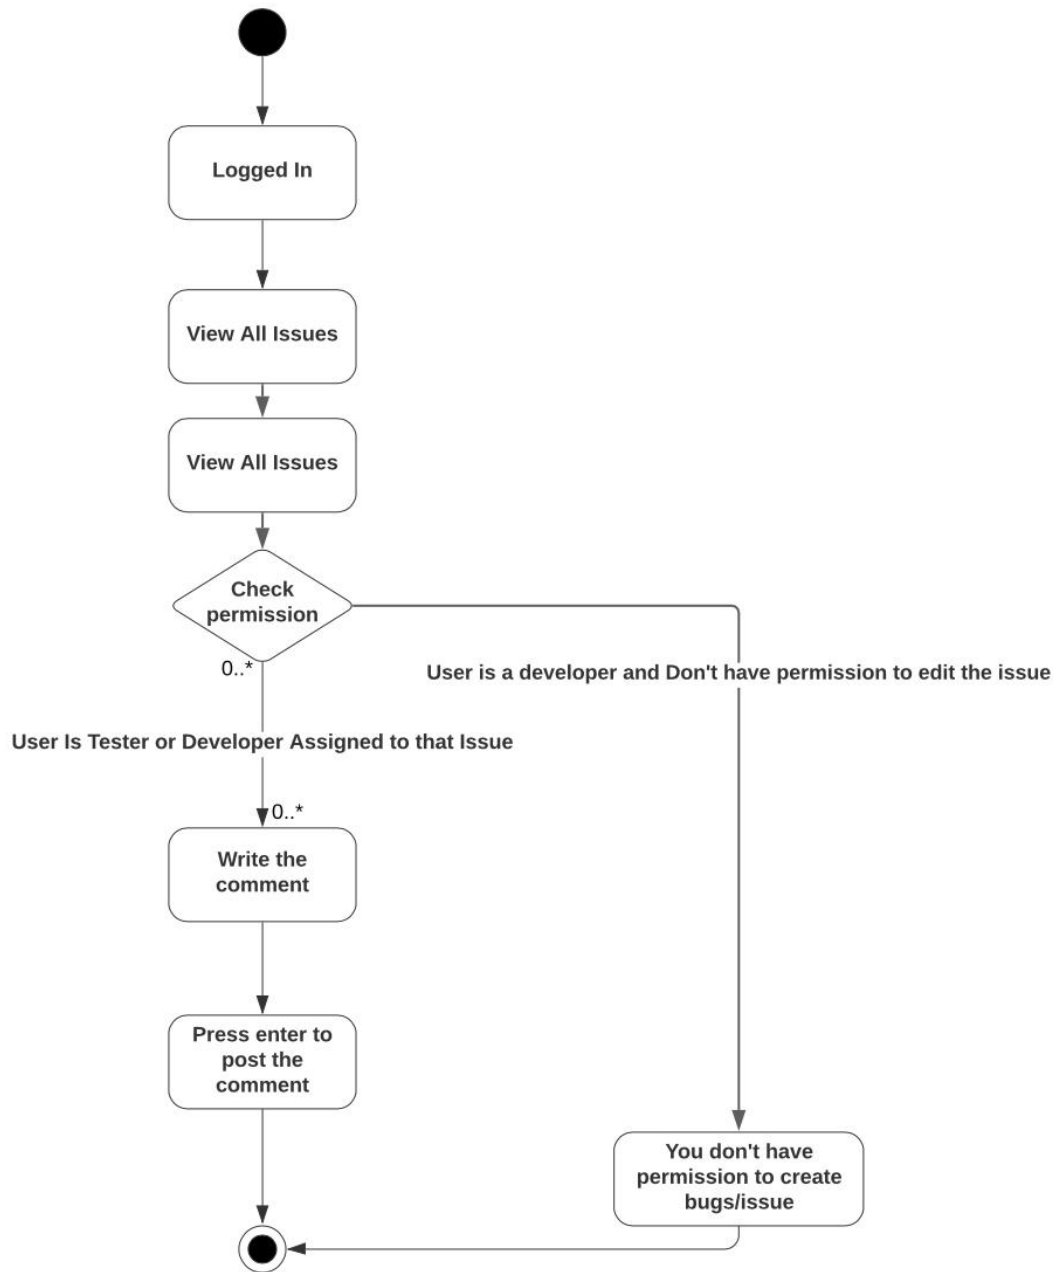 Logged In
View All Issues
View All Issues
Check
permission
0..*
User is a developer and Don't have permission to edit the issue
User Is Tester or Developer Assigned to that Issue
0..*
Write the
comment
Press enter to
post the
comment
You don't have
permission to create
bugs/issue